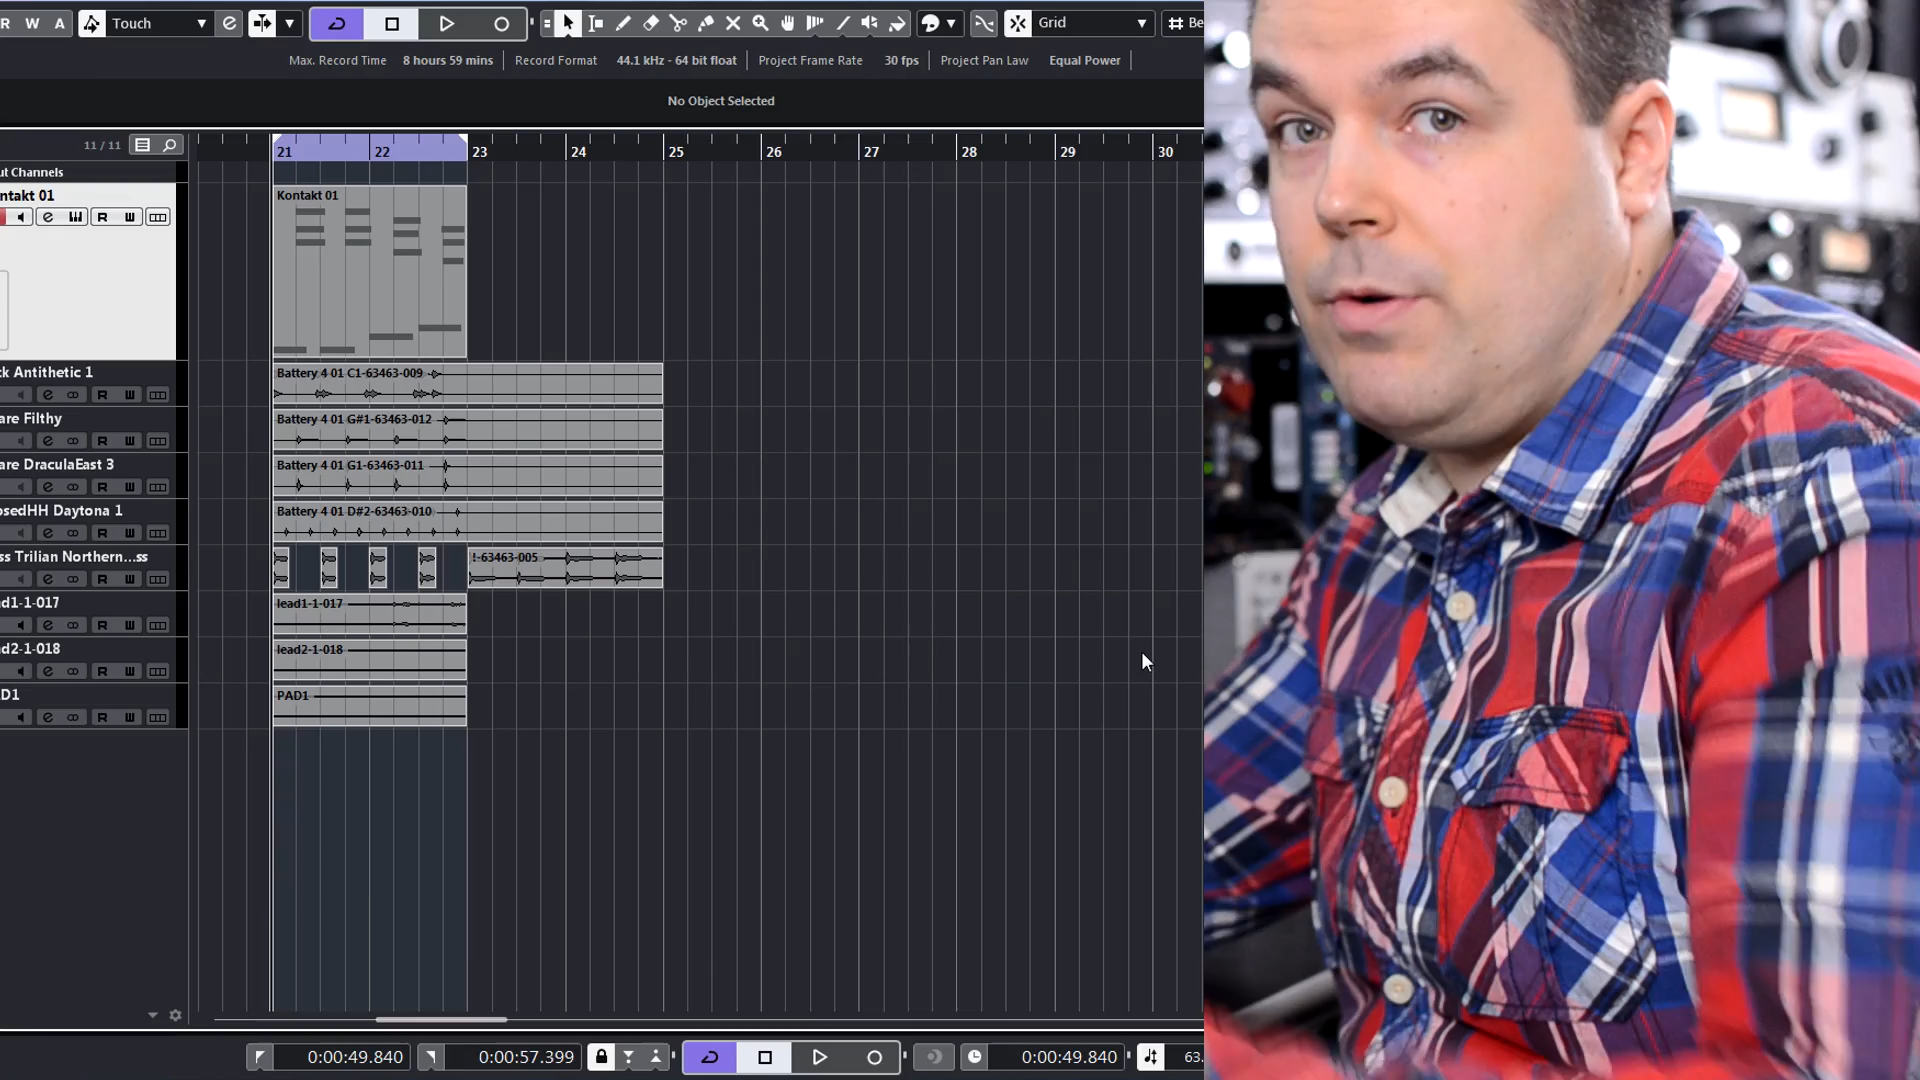 R W A Touch Grid Be
Max. Record Time 8 hours 59 mins Record Format 44.1 kHz - 64 bit float Project Frame Rate 30 fps Project Pan Law Equal Power
No Object Selected
11 / 11
21 22 23 24 25 26 27 28 29 30
ut Channels
ntakt 01
Kontakt 01
R W
ck Antithetic 1
Battery 4 01 C1-63463-009
R W
are Filthy
Battery 4 01 G#1-63463-012
R W
are DraculaEast 3
Battery 4 01 G1-63463-011
R W
osedHH Daytona 1
Battery 4 01 D#2-63463-010
R W
ss Trilian Northern...ss
!-63463-005
R W
d1-1-017
lead1-1-017
R W
d2-1-018
lead2-1-018
R W
D1
PAD1
R W
0:00:49.840 0:00:57.399 0:00:49.840 63.